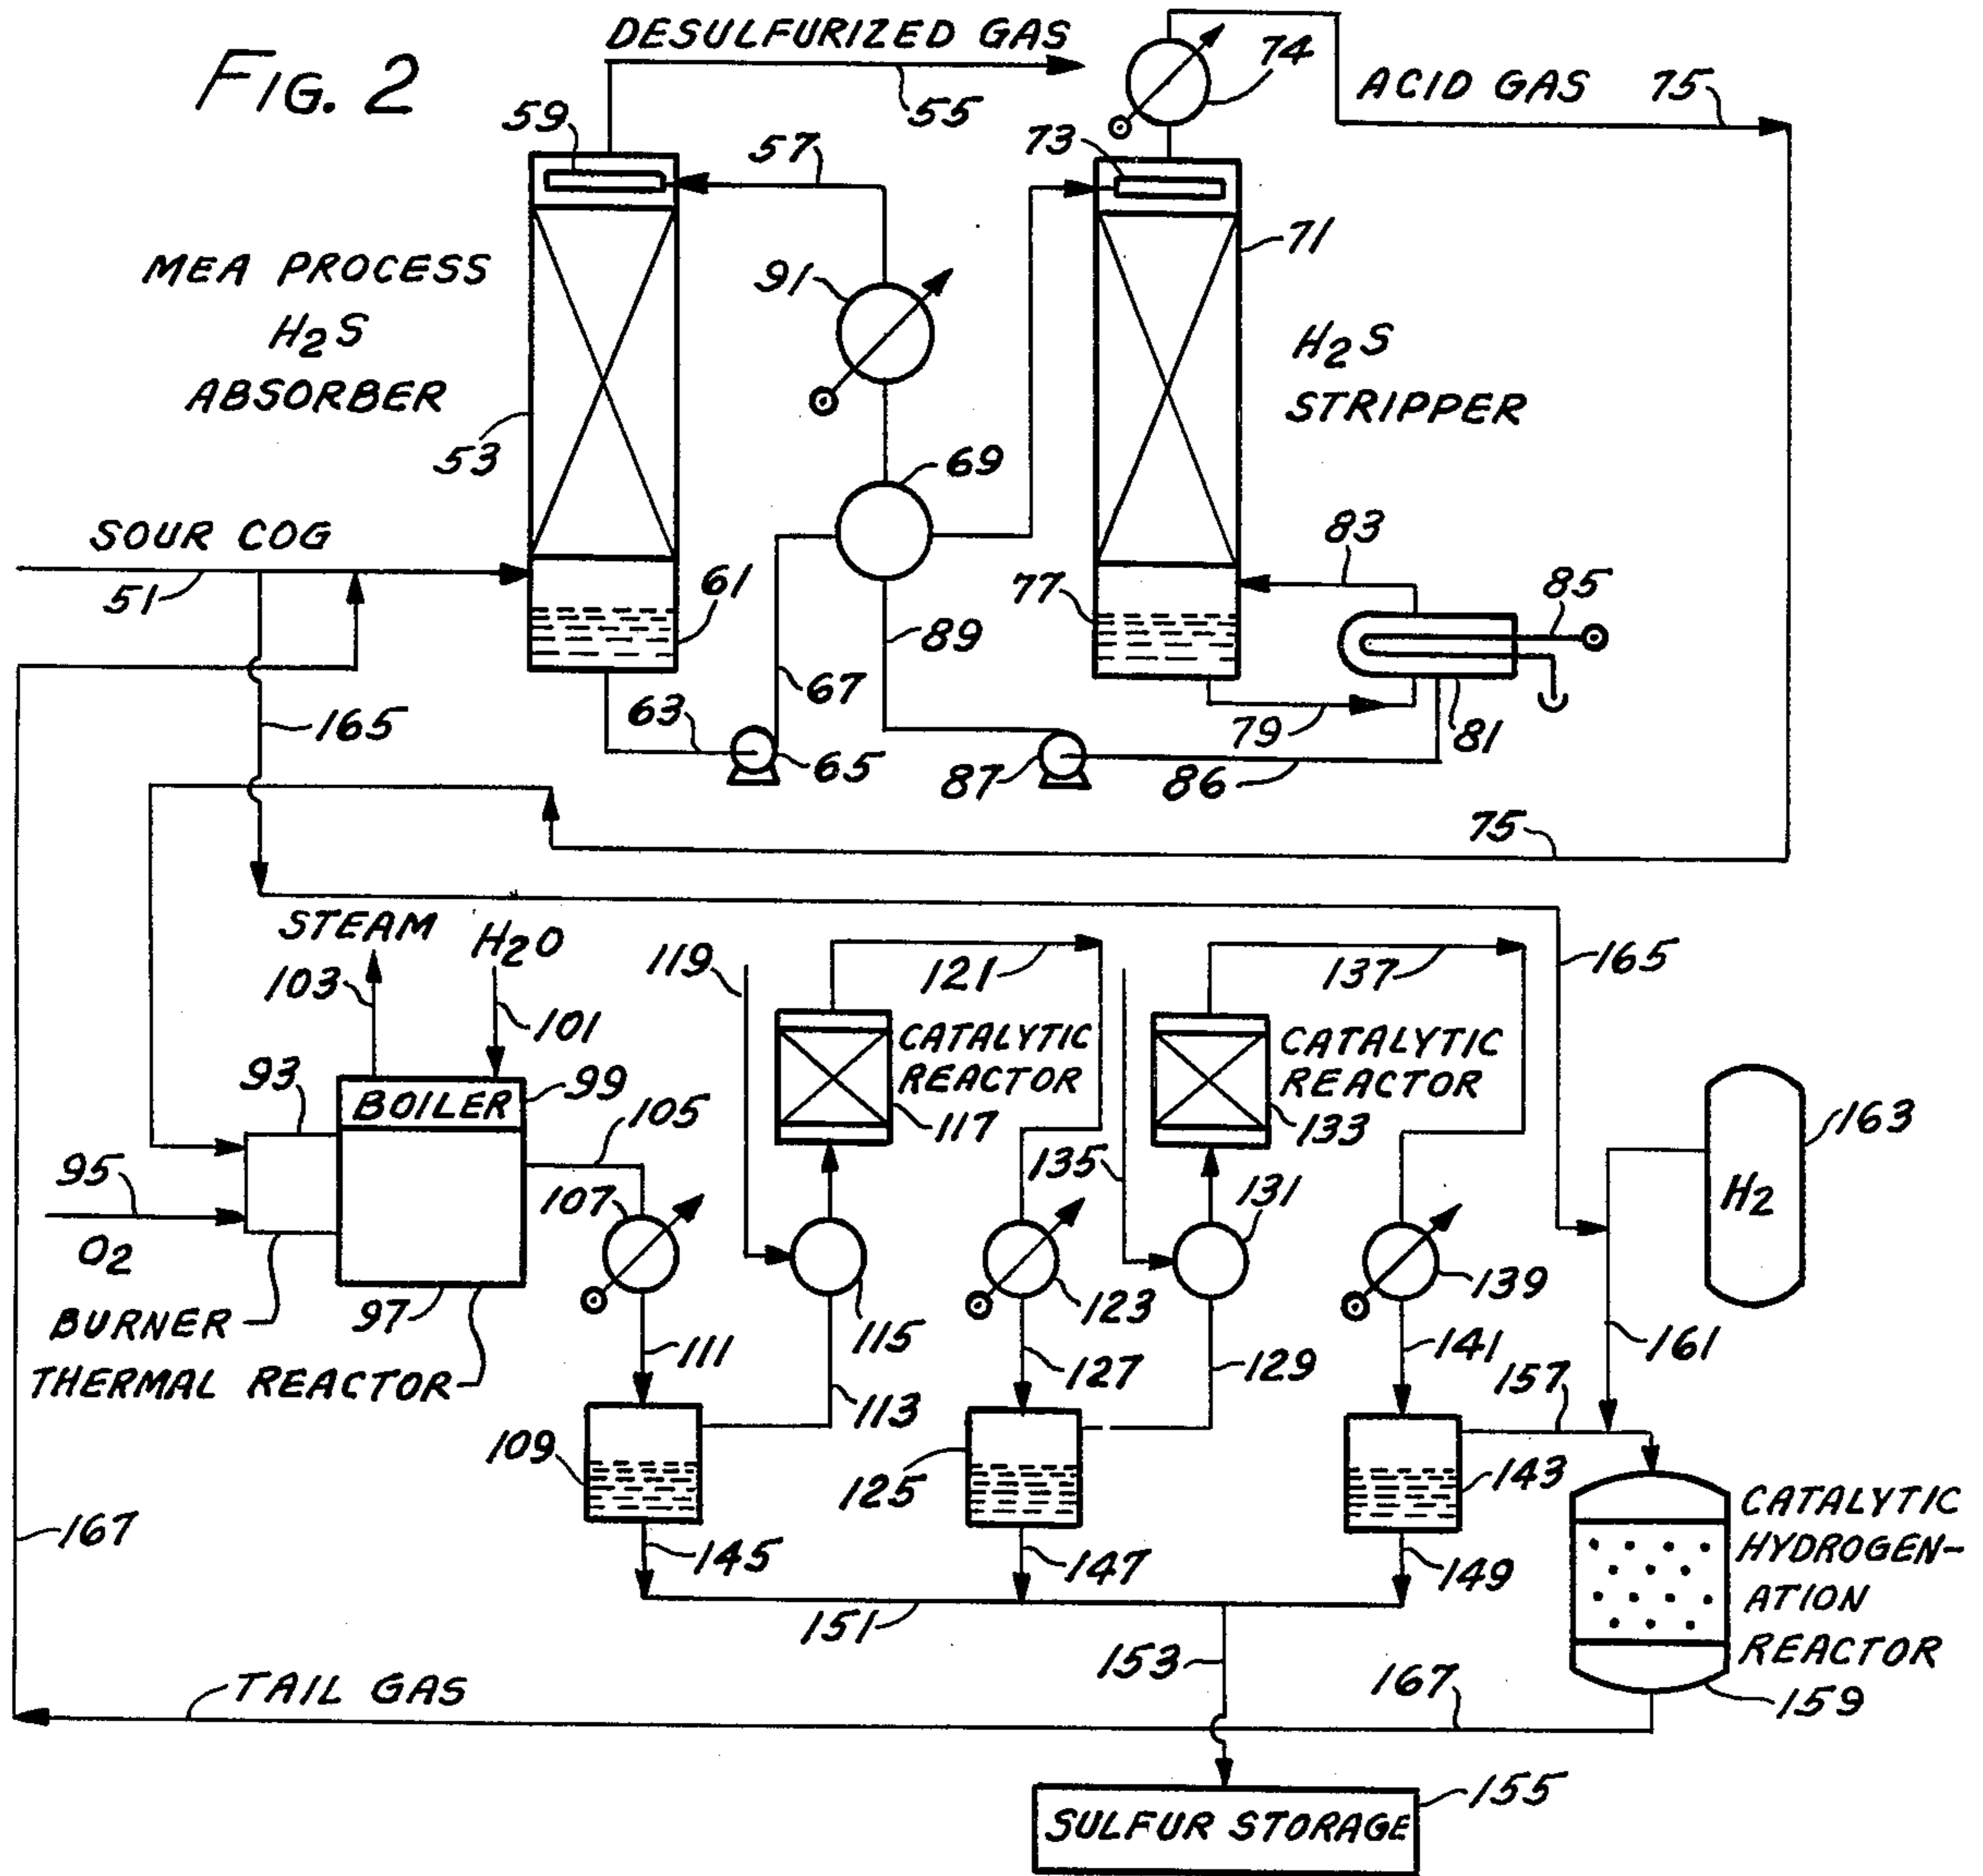 FIG. 2
DESULFURIZED GAS
55
74
ACID GAS 75
59
57
73
MEA PROCESS
H2S
ABSORBER
53
91
71
H2S
STRIPPER
69
SOUR COG
51
61
83
77
85
67
89
63
65
79
81
87
86
165
75
STEAM
H2O
103
101
119
121
137
165
CATALYTIC
REACTOR
117
CATALYTIC
REACTOR
133
93
BOILER
99
105
163
H2
95
O2
107
135
131
115
123
139
BURNER
97
THERMAL REACTOR
111
113
127
129
141
157
161
109
125
143
CATALYTIC
HYDROGEN-
ATION
REACTOR
159
167
145
147
149
151
153
TAIL GAS
167
155
SULFUR STORAGE